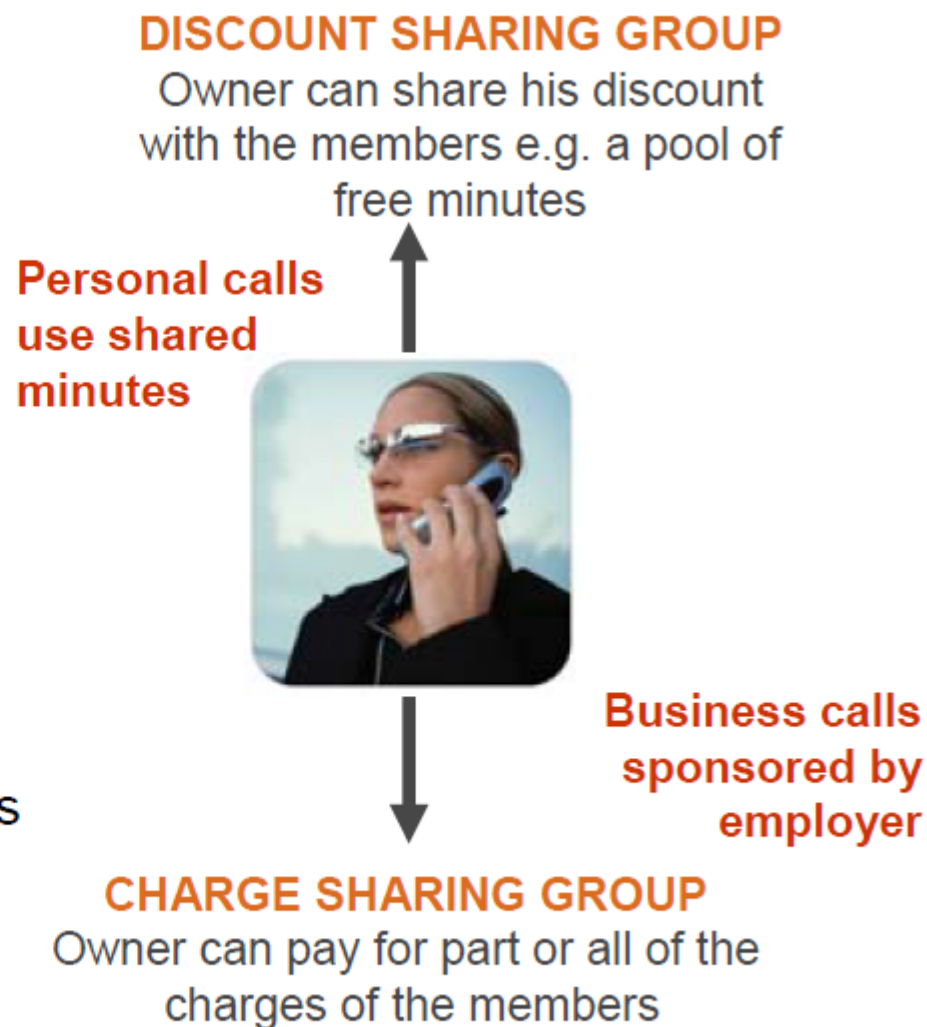 DISCOUNT SHARING GROUP
Owner can share his discount
with the members e.g. a pool of
free minutes
Personal calls
use shared
minutes
Business calls
sponsored by
employer
s
CHARGE SHARING GROUP
Owner can pay for part or all of the
charges of the members